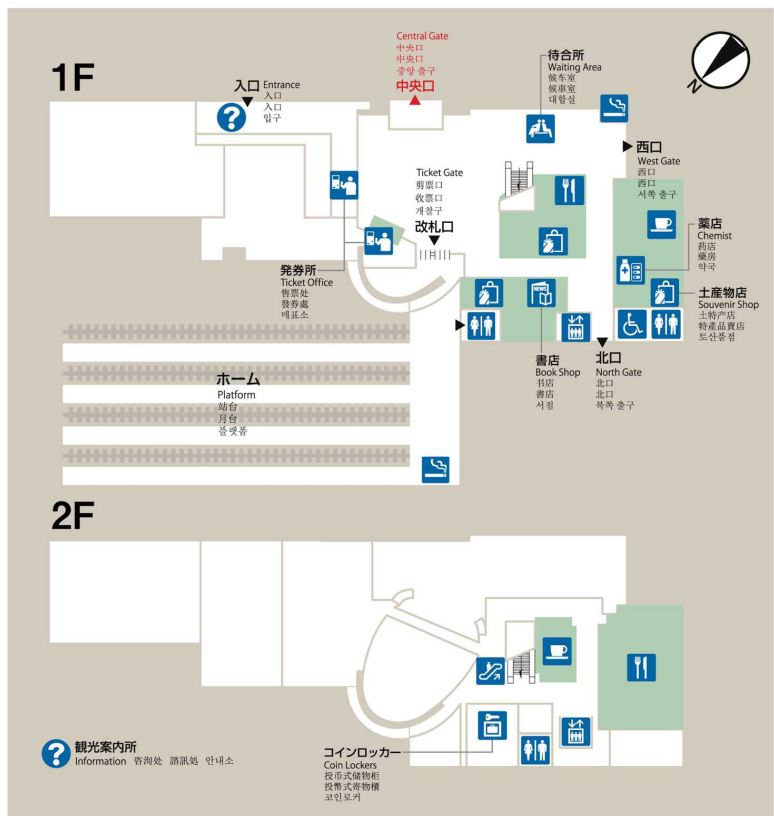 1F
Central Gate
中央口
中央口
중앙 출구
中央口
入口 Entrance
入口
入口
입구
待合所
Waiting Area
候车室
候車室
대합실
N
西口
West Gate
西口
西口
서쪽 출구
Ticket Gate
剪票口
收票口
개찰구
改札口
薬店
Chemist
药店
藥房
약국
発券所
Ticket Office
售票处
發券處
매표소
土産物店
Souvenir Shop
土特产店
特產品賣店
토산품점
NEWS
書店
Book Shop
书店
書店
서점
北口
North Gate
北口
北口
북쪽 출구
ホーム
Platform
站台
月台
플랫폼
2F
観光案内所
Information 咨询处 諮訊処 안내소
コインロッカー
Coin Lockers
投币式储物柜
投幣式寄物櫃
코인로커